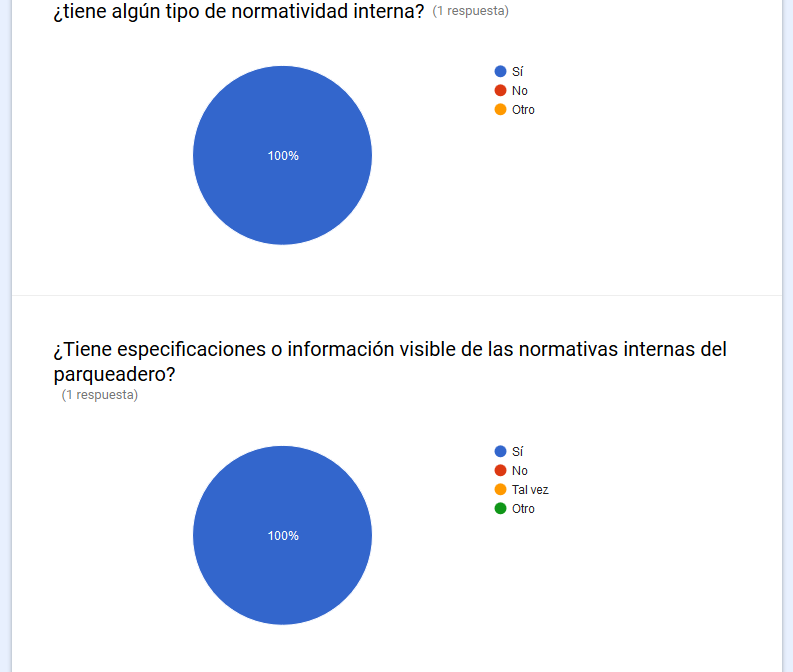 ¿tiene algún tipo de normatividad interna? (1 respuesta)
Sí
No
Otro
100%
¿Tiene especificaciones o información visible de las normativas internas del
parqueadero?
(1 respuesta)
Sí
No
Tal vez
Otro
100%